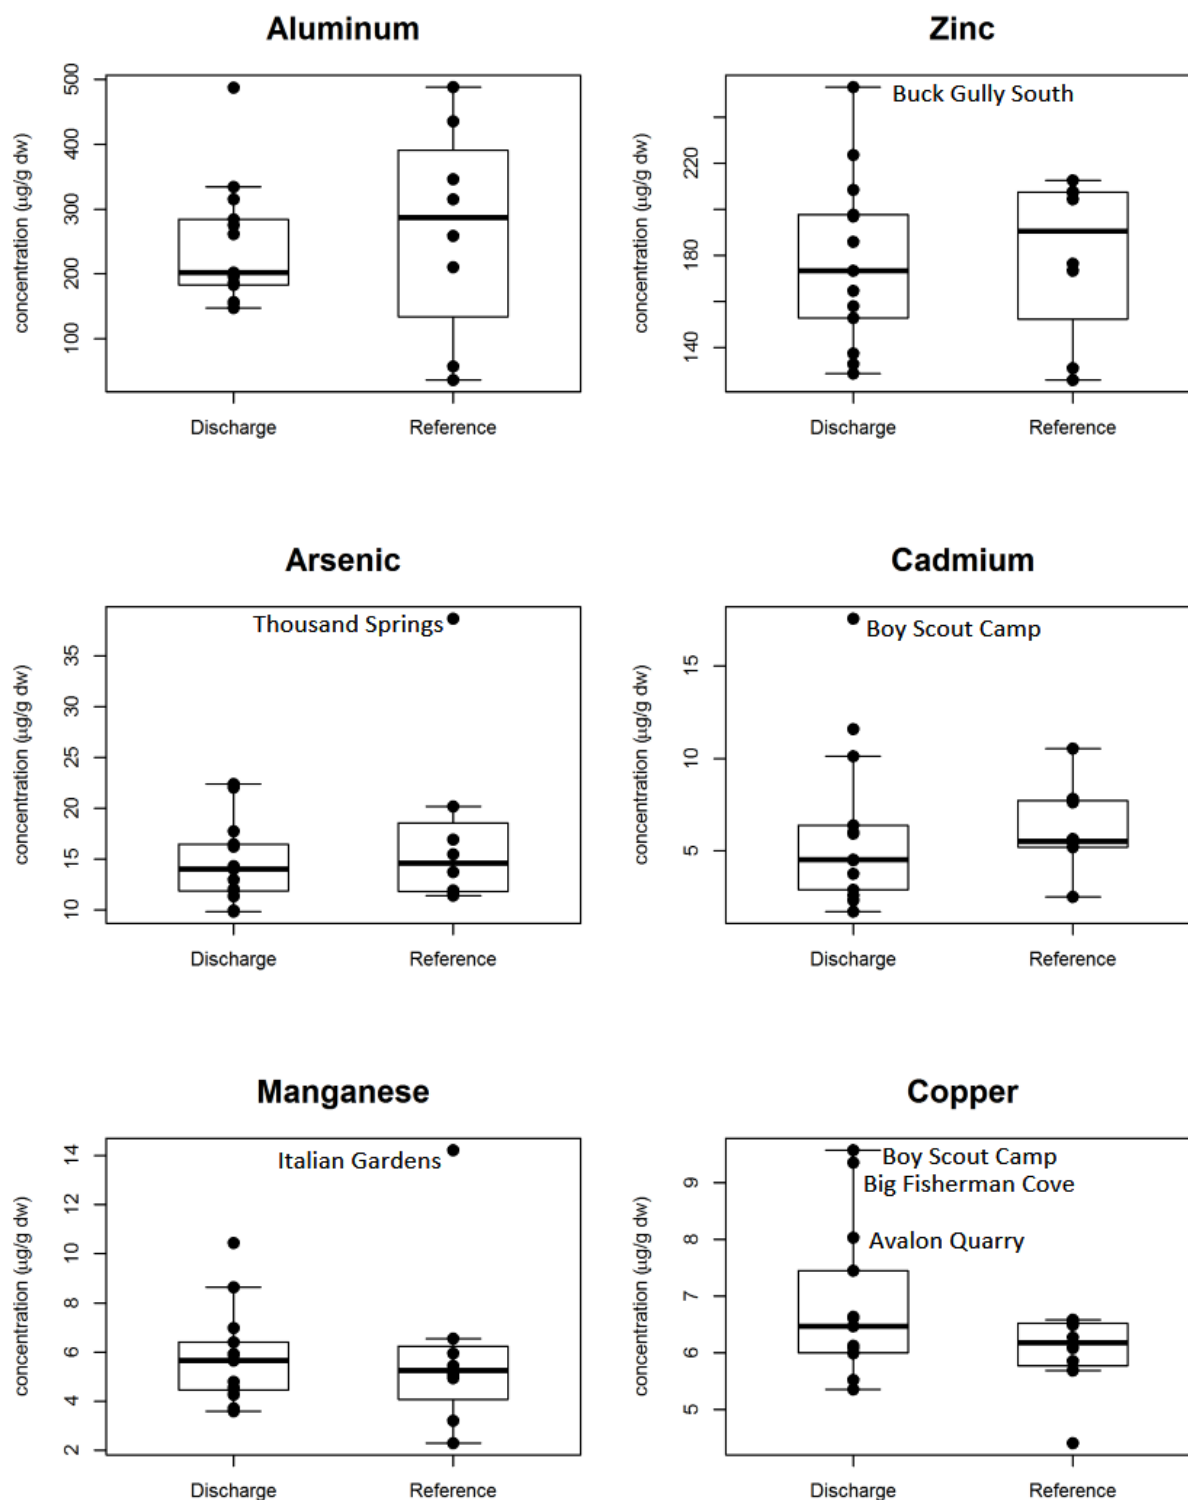 Aluminum
concentration (µg/g dw)
500
400
300
200
100
Discharge
Reference
Zinc
concentration (µg/g dw)
220
180
140
Buck Gully South
Discharge
Reference
Arsenic
concentration (µg/g dw)
35
30
25
20
15
10
Thousand Springs
Discharge
Reference
Cadmium
concentration (µg/g dw)
15
10
5
Boy Scout Camp
Discharge
Reference
Manganese
concentration (µg/g dw)
14
12
10
8
6
4
2
Italian Gardens
Discharge
Reference
Copper
concentration (µg/g dw)
9
8
7
6
5
Boy Scout Camp
Big Fisherman Cove
Avalon Quarry
Discharge
Reference